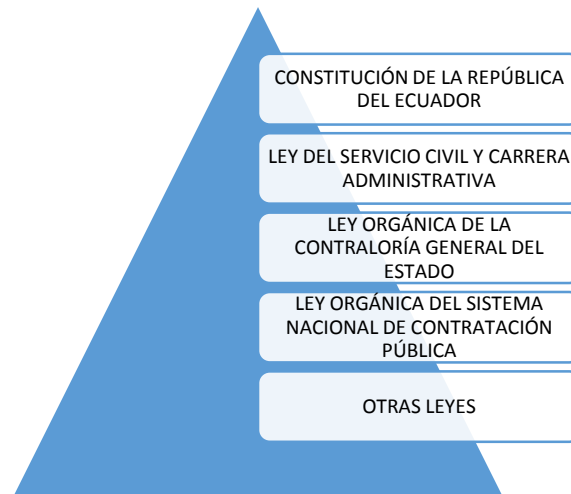 CONSTITUCIÓN DE LA REPÚBLICA
DEL ECUADOR
LEY DEL SERVICIO CIVIL Y CARRERA
ADMINISTRATIVA
LEY ORGÁNICA DE LA
CONTRALORÍA GENERAL DEL
ESTADO
LEY ORGÁNICA DEL SISTEMA
NACIONAL DE CONTRATACIÓN
PÚBLICA
OTRAS LEYES